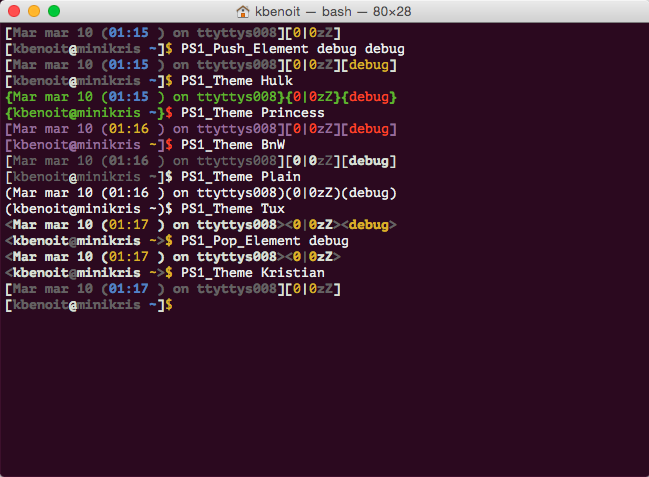 kbenoit — bash — 80×28
[Mar mar 10 (01:15 ) on ttyttys008][0|0zZ]
[kbenoit@minikris ~]$ PS1_Push_Element debug debug
[Mar mar 10 (01:15 ) on ttyttys008][0|0zZ][debug]
[kbenoit@minikris ~]$ PS1_Theme Hulk
{Mar mar 10 (01:15 ) on ttyttys008}{0|0zZ}{debug}
{kbenoit@minikris ~}$ PS1_Theme Princess
[Mar mar 10 (01:16 ) on ttyttys008][0|0zZ][debug]
[kbenoit@minikris ~]$ PS1_Theme BnW
[Mar mar 10 (01:16 ) on ttyttys008][0|0zZ][debug]
[kbenoit@minikris ~]$ PS1_Theme Plain
(Mar mar 10 (01:16 ) on ttyttys008)(0|0zZ)(debug)
(kbenoit@minikris ~)$ PS1_Theme Tux
<Mar mar 10 (01:17 ) on ttyttys008><0|0zZ><debug>
<kbenoit@minikris ~>$ PS1_Pop_Element debug
<Mar mar 10 (01:17 ) on ttyttys008><0|0zZ>
<kbenoit@minikris ~>$ PS1_Theme Kristian
[Mar mar 10 (01:17 ) on ttyttys008][0|0zZ]
[kbenoit@minikris ~]$